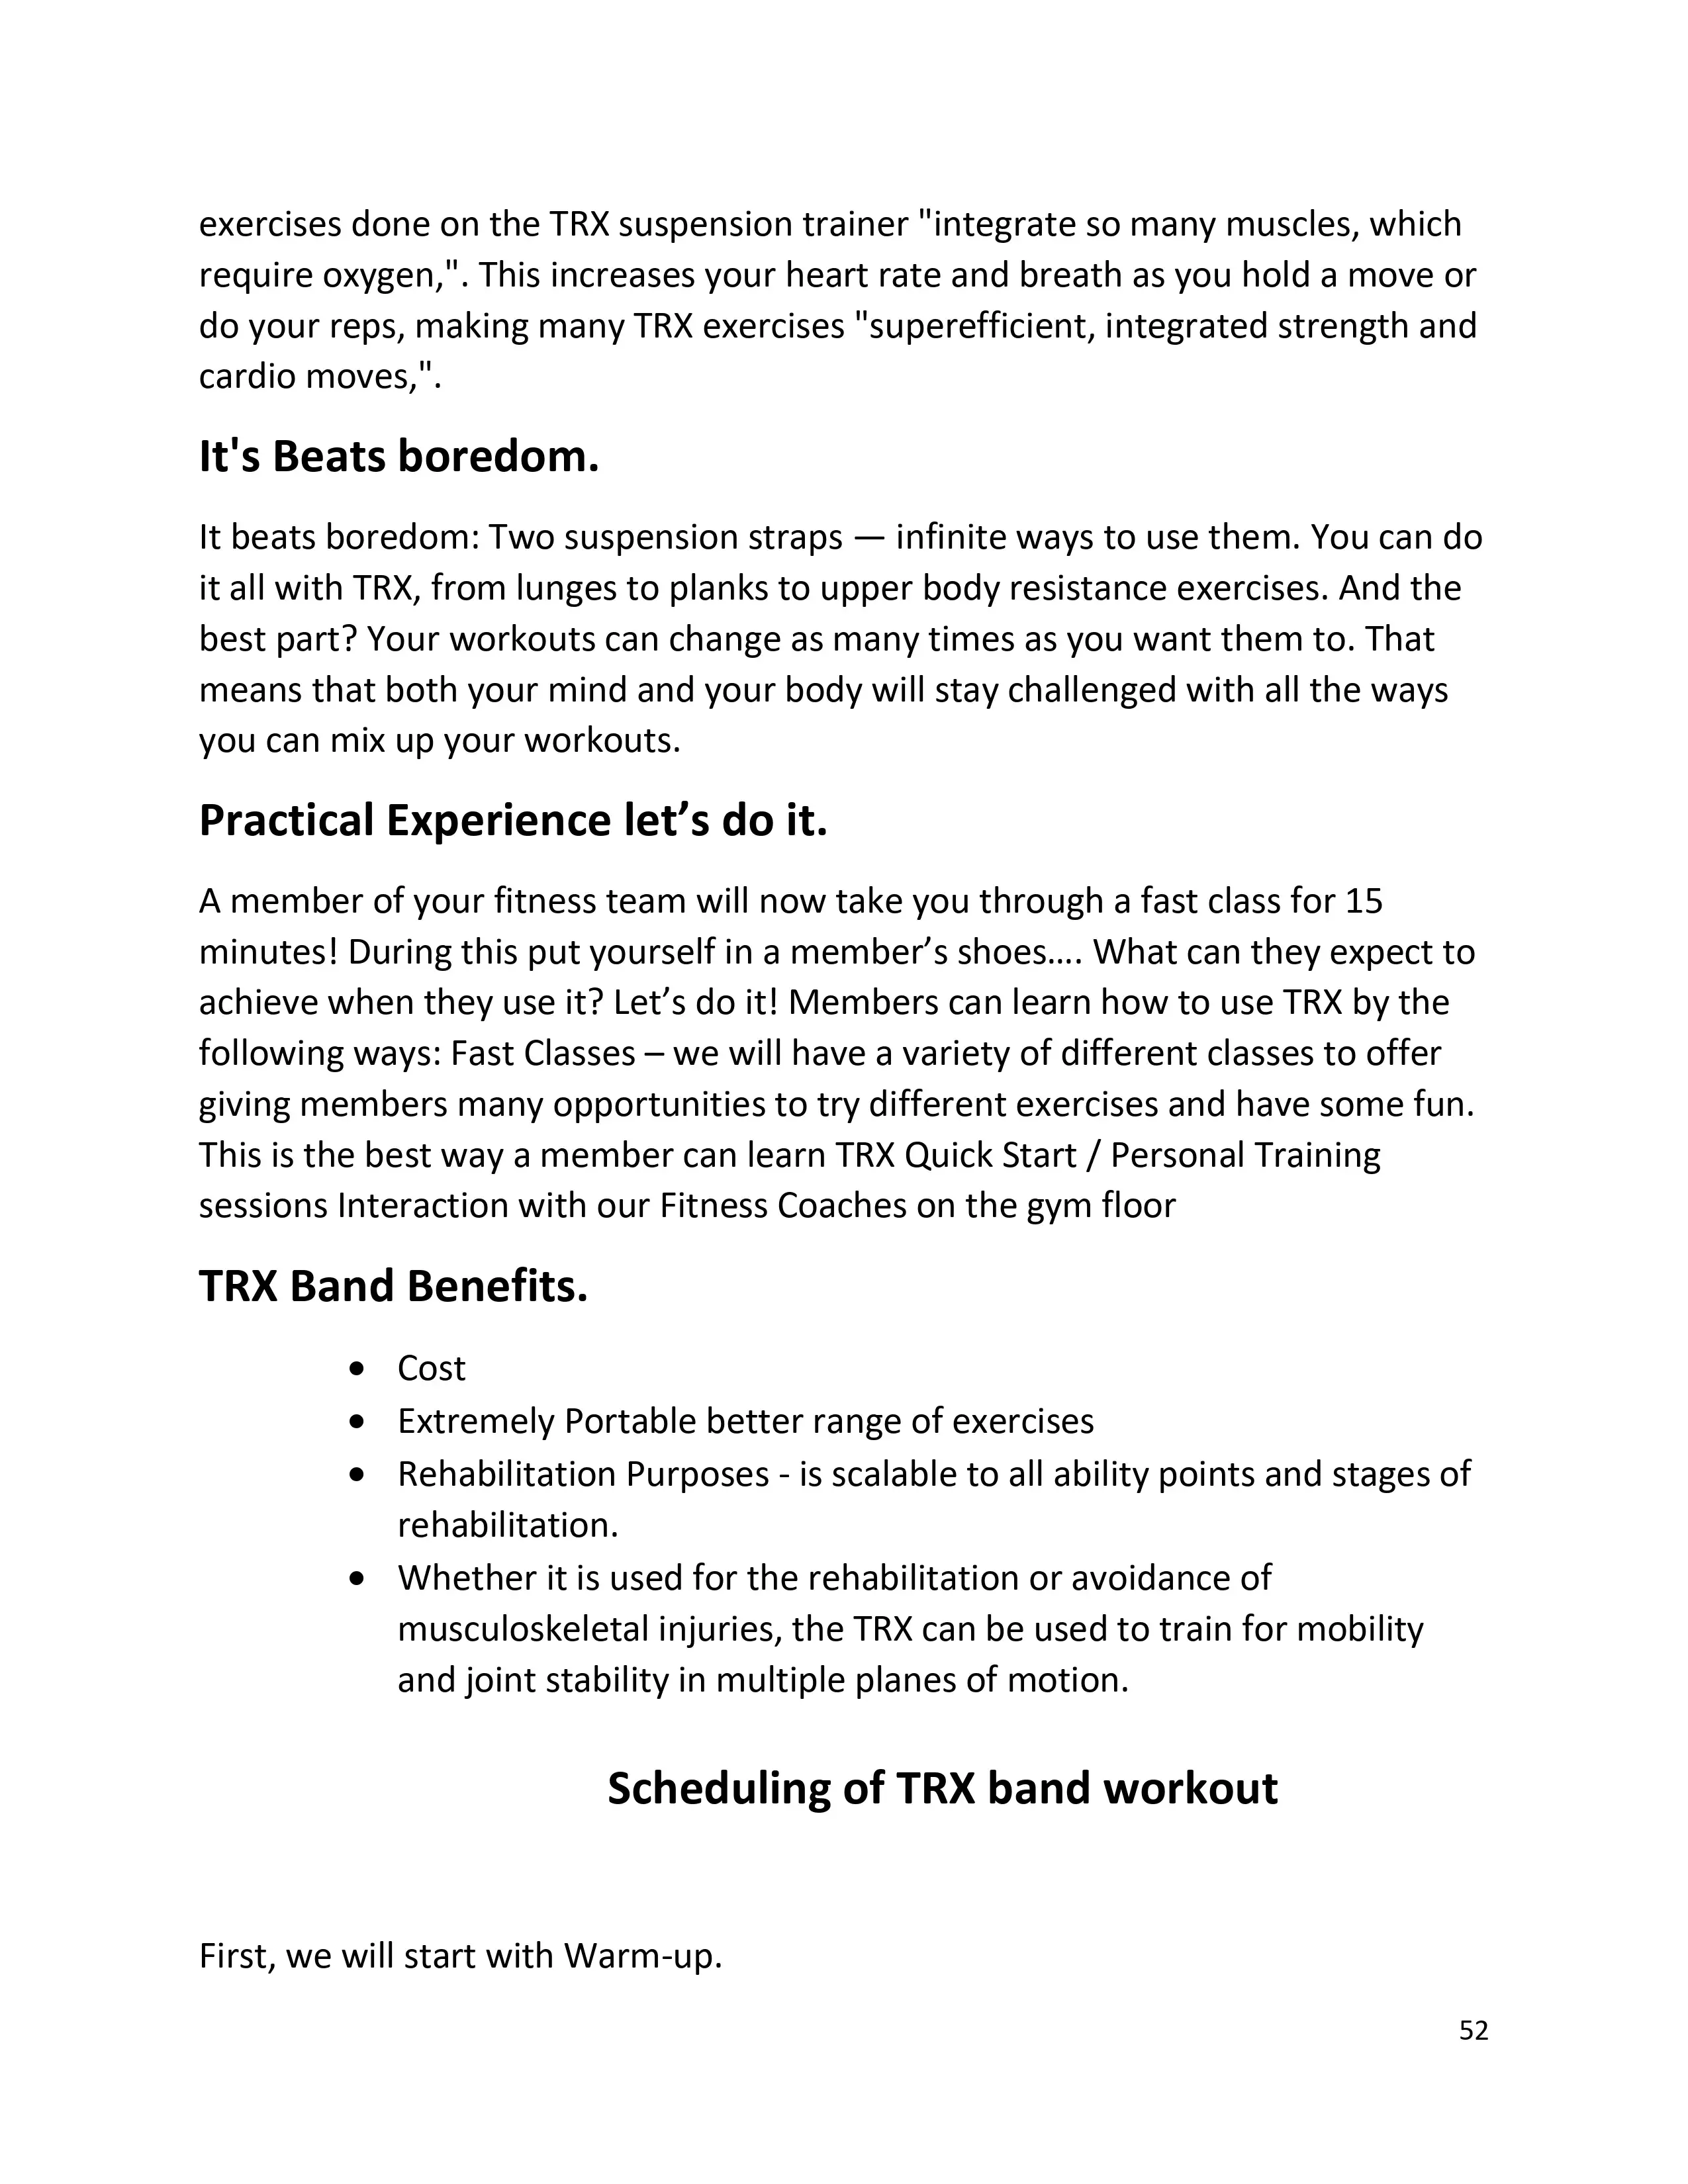 exercises done on the TRX suspension trainer "integrate so many muscles, which
require oxygen,". This increases your heart rate and breath as you hold a move or
do your reps, making many TRX exercises "superefficient, integrated strength and
cardio moves,".
It's Beats boredom.
It beats boredom: Two suspension straps — infinite ways to use them. You can do
it all with TRX, from lunges to planks to upper body resistance exercises. And the
best part? Your workouts can change as many times as you want them to. That
means that both your mind and your body will stay challenged with all the ways
you can mix up your workouts.
Practical Experience let’s do it.
A member of your fitness team will now take you through a fast class for 15
minutes! During this put yourself in a member’s shoes…. What can they expect to
achieve when they use it? Let’s do it! Members can learn how to use TRX by the
following ways: Fast Classes – we will have a variety of different classes to offer
giving members many opportunities to try different exercises and have some fun.
This is the best way a member can learn TRX Quick Start / Personal Training
sessions Interaction with our Fitness Coaches on the gym floor
TRX Band Benefits.
• Cost
• Extremely Portable better range of exercises
• Rehabilitation Purposes - is scalable to all ability points and stages of
rehabilitation.
• Whether it is used for the rehabilitation or avoidance of
musculoskeletal injuries, the TRX can be used to train for mobility
and joint stability in multiple planes of motion.
Scheduling of TRX band workout
First, we will start with Warm-up.
52